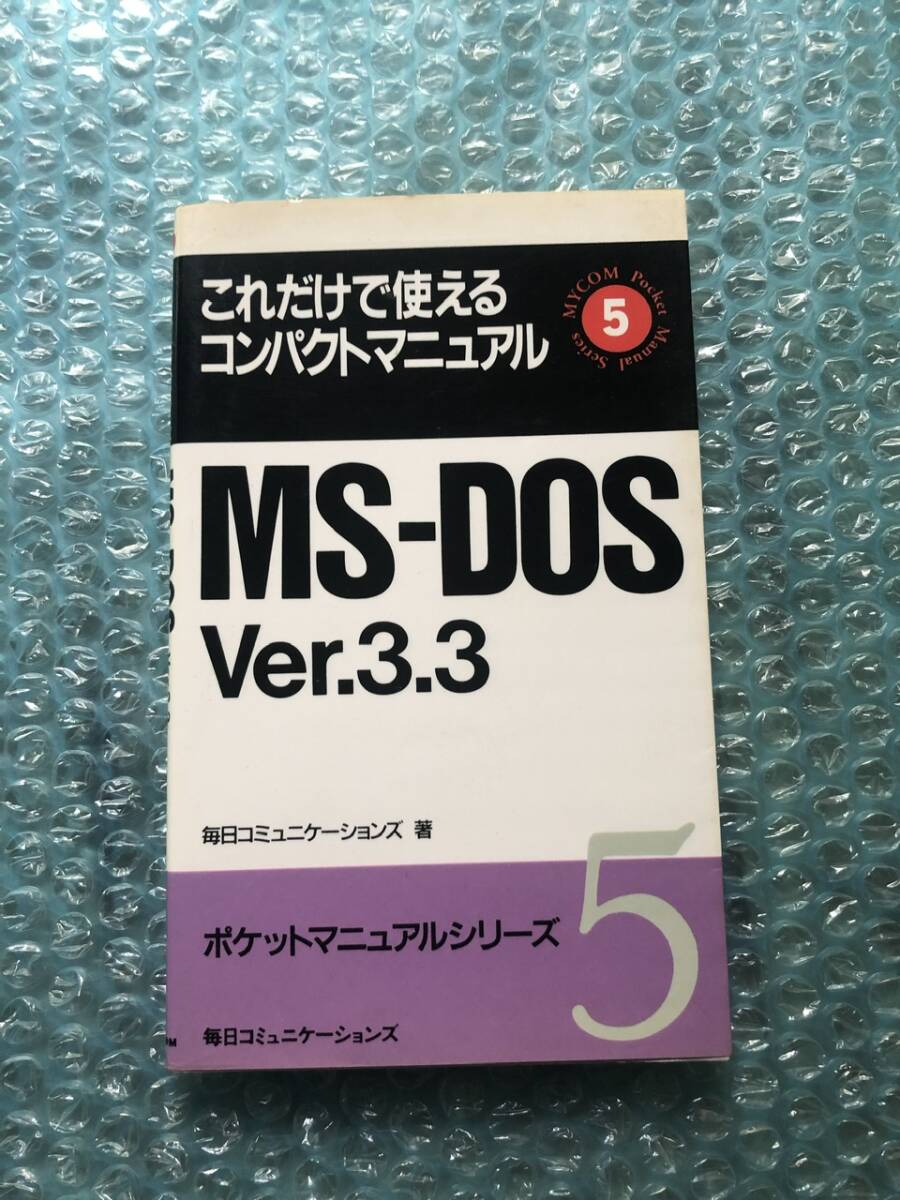 これだけで使える
コンパクトマニュアル
MYCOM Pocket Manual Series
5
MS-DOS
Ver.3.3
毎日コミュニケーションズ 著
5
ポケットマニュアルシリーズ
毎日コミュニケーションズ